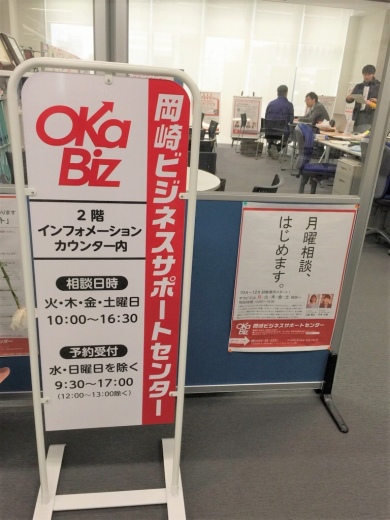 OKa
Biz
岡崎ビジネスサポートセンター
2階
インフォメーション
カウンター内
相談日時
火・木・金・土曜日
10:00～16:30
予約受付
水・日曜日を除く
9:30～17:00
(12:00～13:00除く)
月曜相談、
はじめます。
OKa
Biz
岡崎ビジネスサポートセンター